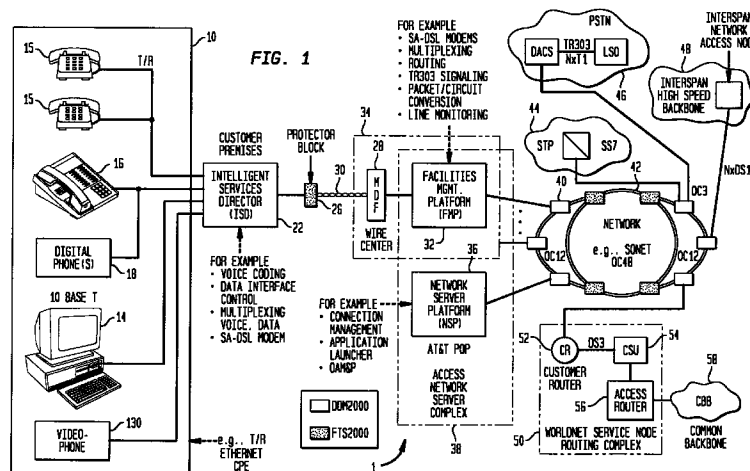 10
FIG. 1
15
T/R
15
16
DIGITAL
PHONE(S)
18
10 BASE T
14
VIDEO-
PHONE
130
e.g., T/R
ETHERNET
CPE
CUSTOMER
PREMISES
INTELLIGENT
SERVICES
DIRECTOR
(ISD)
22
FOR EXAMPLE
• VOICE CODING
• DATA INTERFACE
CONTROL
• MULTIPLEXING
VOICE, DATA
• SA-DSL MODEM
PROTECTOR
BLOCK
26
30
34
28
MDF
WIRE
CENTER
FOR EXAMPLE
• SA-DSL MODEMS
• MULTIPLEXING
• ROUTING
• TR303 SIGNALING
• PACKET/CIRCUIT
CONVERSION
• LINE MONITORING
FACILITIES
MGMT.
PLATFORM
(FMP)
32
36
NETWORK
SERVER
PLATFORM
(NSP)
FOR EXAMPLE
• CONNECTION
MANAGEMENT
• APPLICATION
LAUNCHER
• OAM&P
AT&T POP
ACCESS
NETWORK
SERVER
COMPLEX
38
1
DDM2000
FTS2000
PSTN
DACS
TR303
NxT1
LSO
46
INTERSPAN
NETWORK
ACCESS NODE
48
INTERSPAN
HIGH SPEED
BACKBONE
44
STP
SS7
NxDS1
40
42
OC3
OC12
NETWORK
e.g., SONET
OC48
OC12
52
CR
DS3
CSU
54
CUSTOMER
ROUTER
56
ACCESS
ROUTER
58
CBB
COMMON
BACKBONE
50
WORLDNET SERVICE NODE
ROUTING COMPLEX